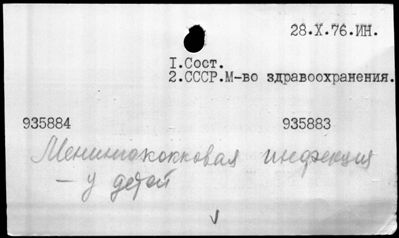 28.X.76.ИН.
I.Сост.
2.СССР.М-во здравоохранения.
935884 935883
Менингококковая инфекция
— у детей